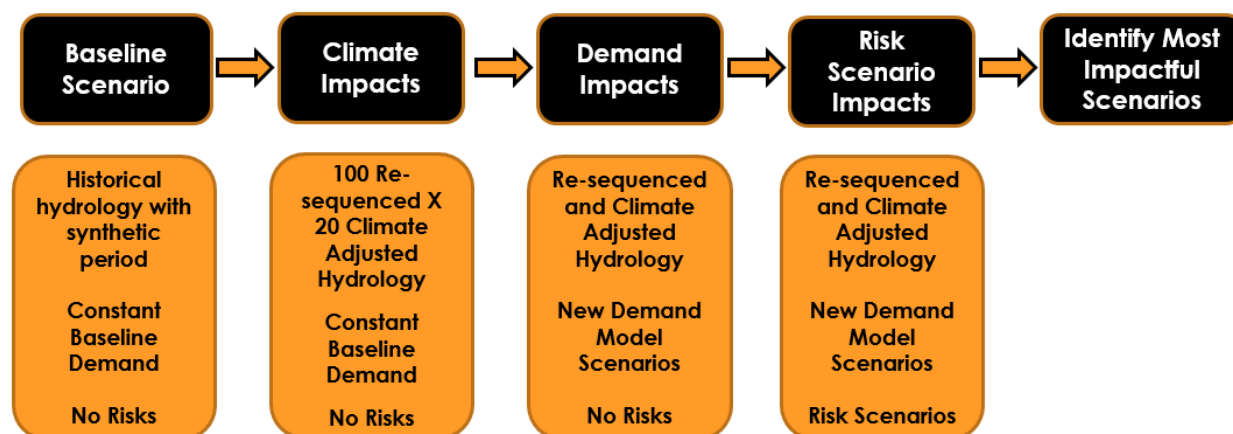 Baseline
Scenario
Climate
Impacts
Demand
Impacts
Risk
Scenario
Impacts
Identify Most
Impactful
Scenarios
Historical
hydrology with
synthetic
period
Constant
Baseline
Demand
No Risks
100 Re-
sequenced X
20 Climate
Adjusted
Hydrology
Constant
Baseline
Demand
No Risks
Re-sequenced
and Climate
Adjusted
Hydrology
New Demand
Model
Scenarios
No Risks
Re-sequenced
and Climate
Adjusted
Hydrology
New Demand
Model
Scenarios
Risk Scenarios